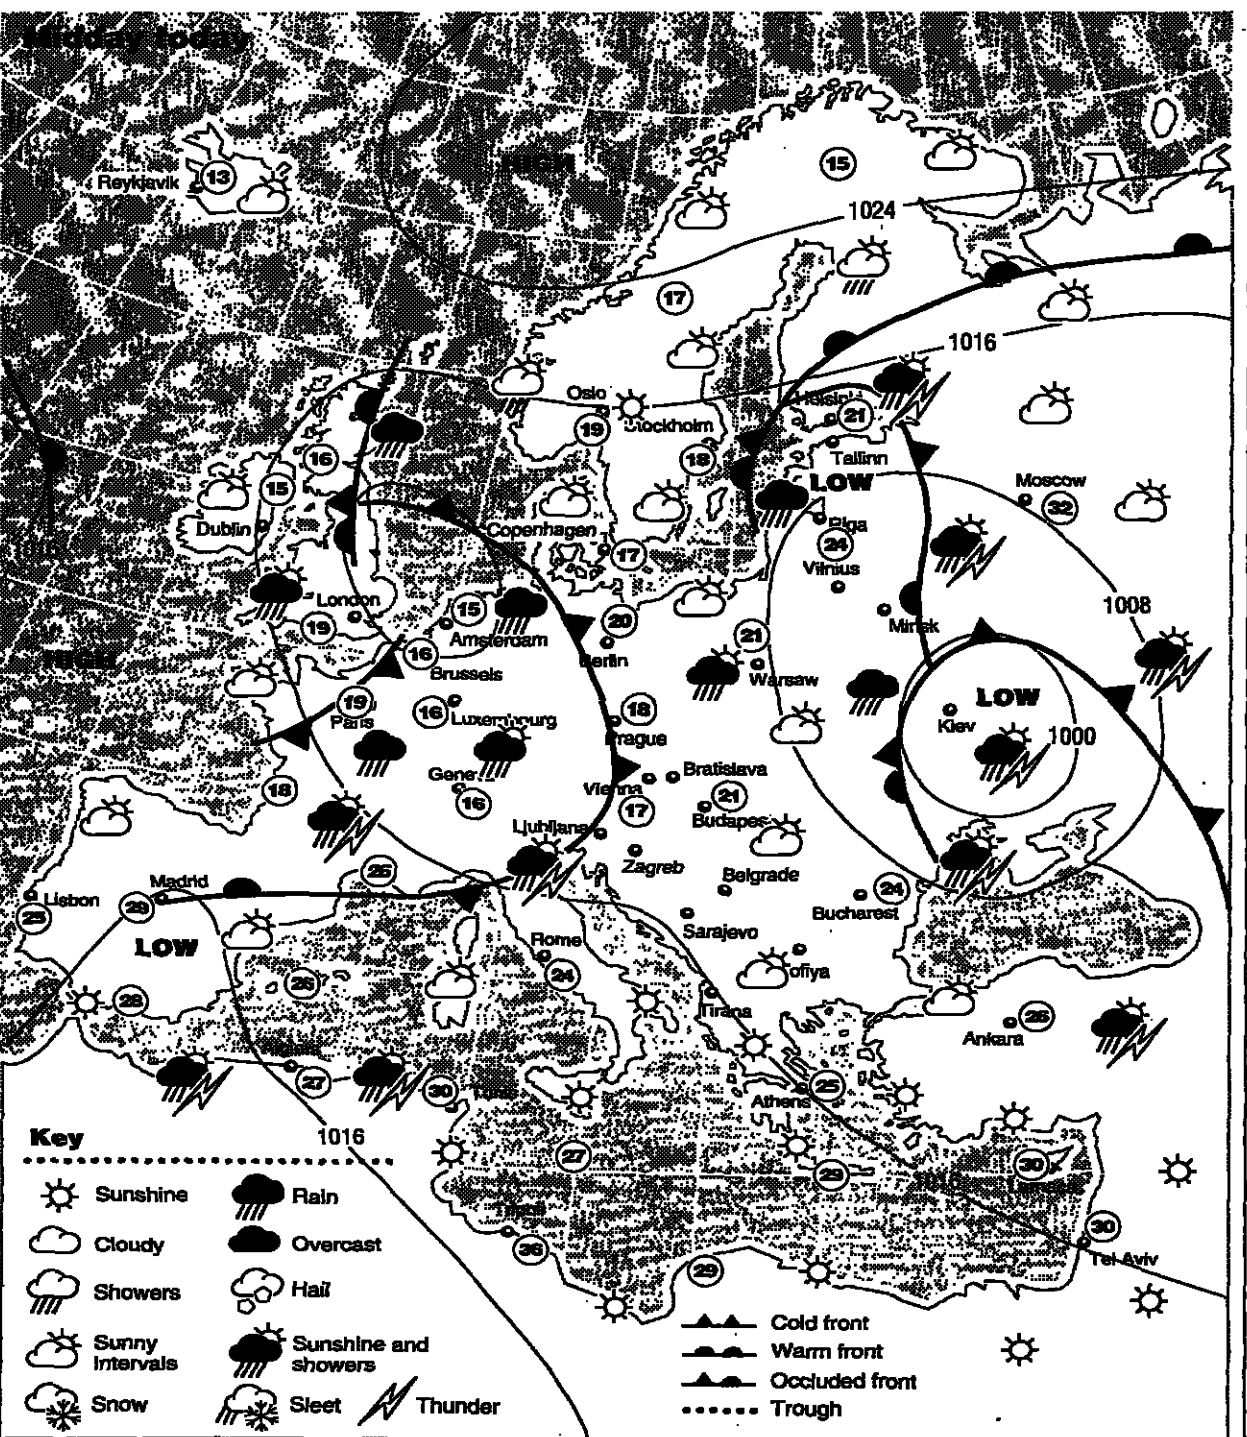 Midday today
HIGH
15
Reykjavik
13
1024
17
1016
Oslo
19
Stockholm
18
Helsinki
21
Tallinn
LOW
Moscow
32
16
15
Dublin
Copenhagen
17
Riga
24
Vilnius
Minsk
1008
London
19
15
Amsterdam
20
Berlin
21
Warsaw
HIGH
16
Brussels
19
Paris
16
Luxembourg
18
Prague
LOW
Kiev
1000
18
16
Vienna
17
Bratislava
21
Ljubljana
Zagreb
Belgrade
26
Madrid
29
Lisbon
25
LOW
Bucharest
24
Sarajevo
Rome
24
26
28
Tirana
Ankara
26
27
30
Tunis
Athens
25
1016
27
29
30
36
29
30
Tel Aviv
Key
Sunshine
Rain
Cloudy
Overcast
Showers
Hail
Sunny
Intervals
Sunshine and
showers
Snow
Sleet
Thunder
Cold front
Warm front
Occluded front
Trough